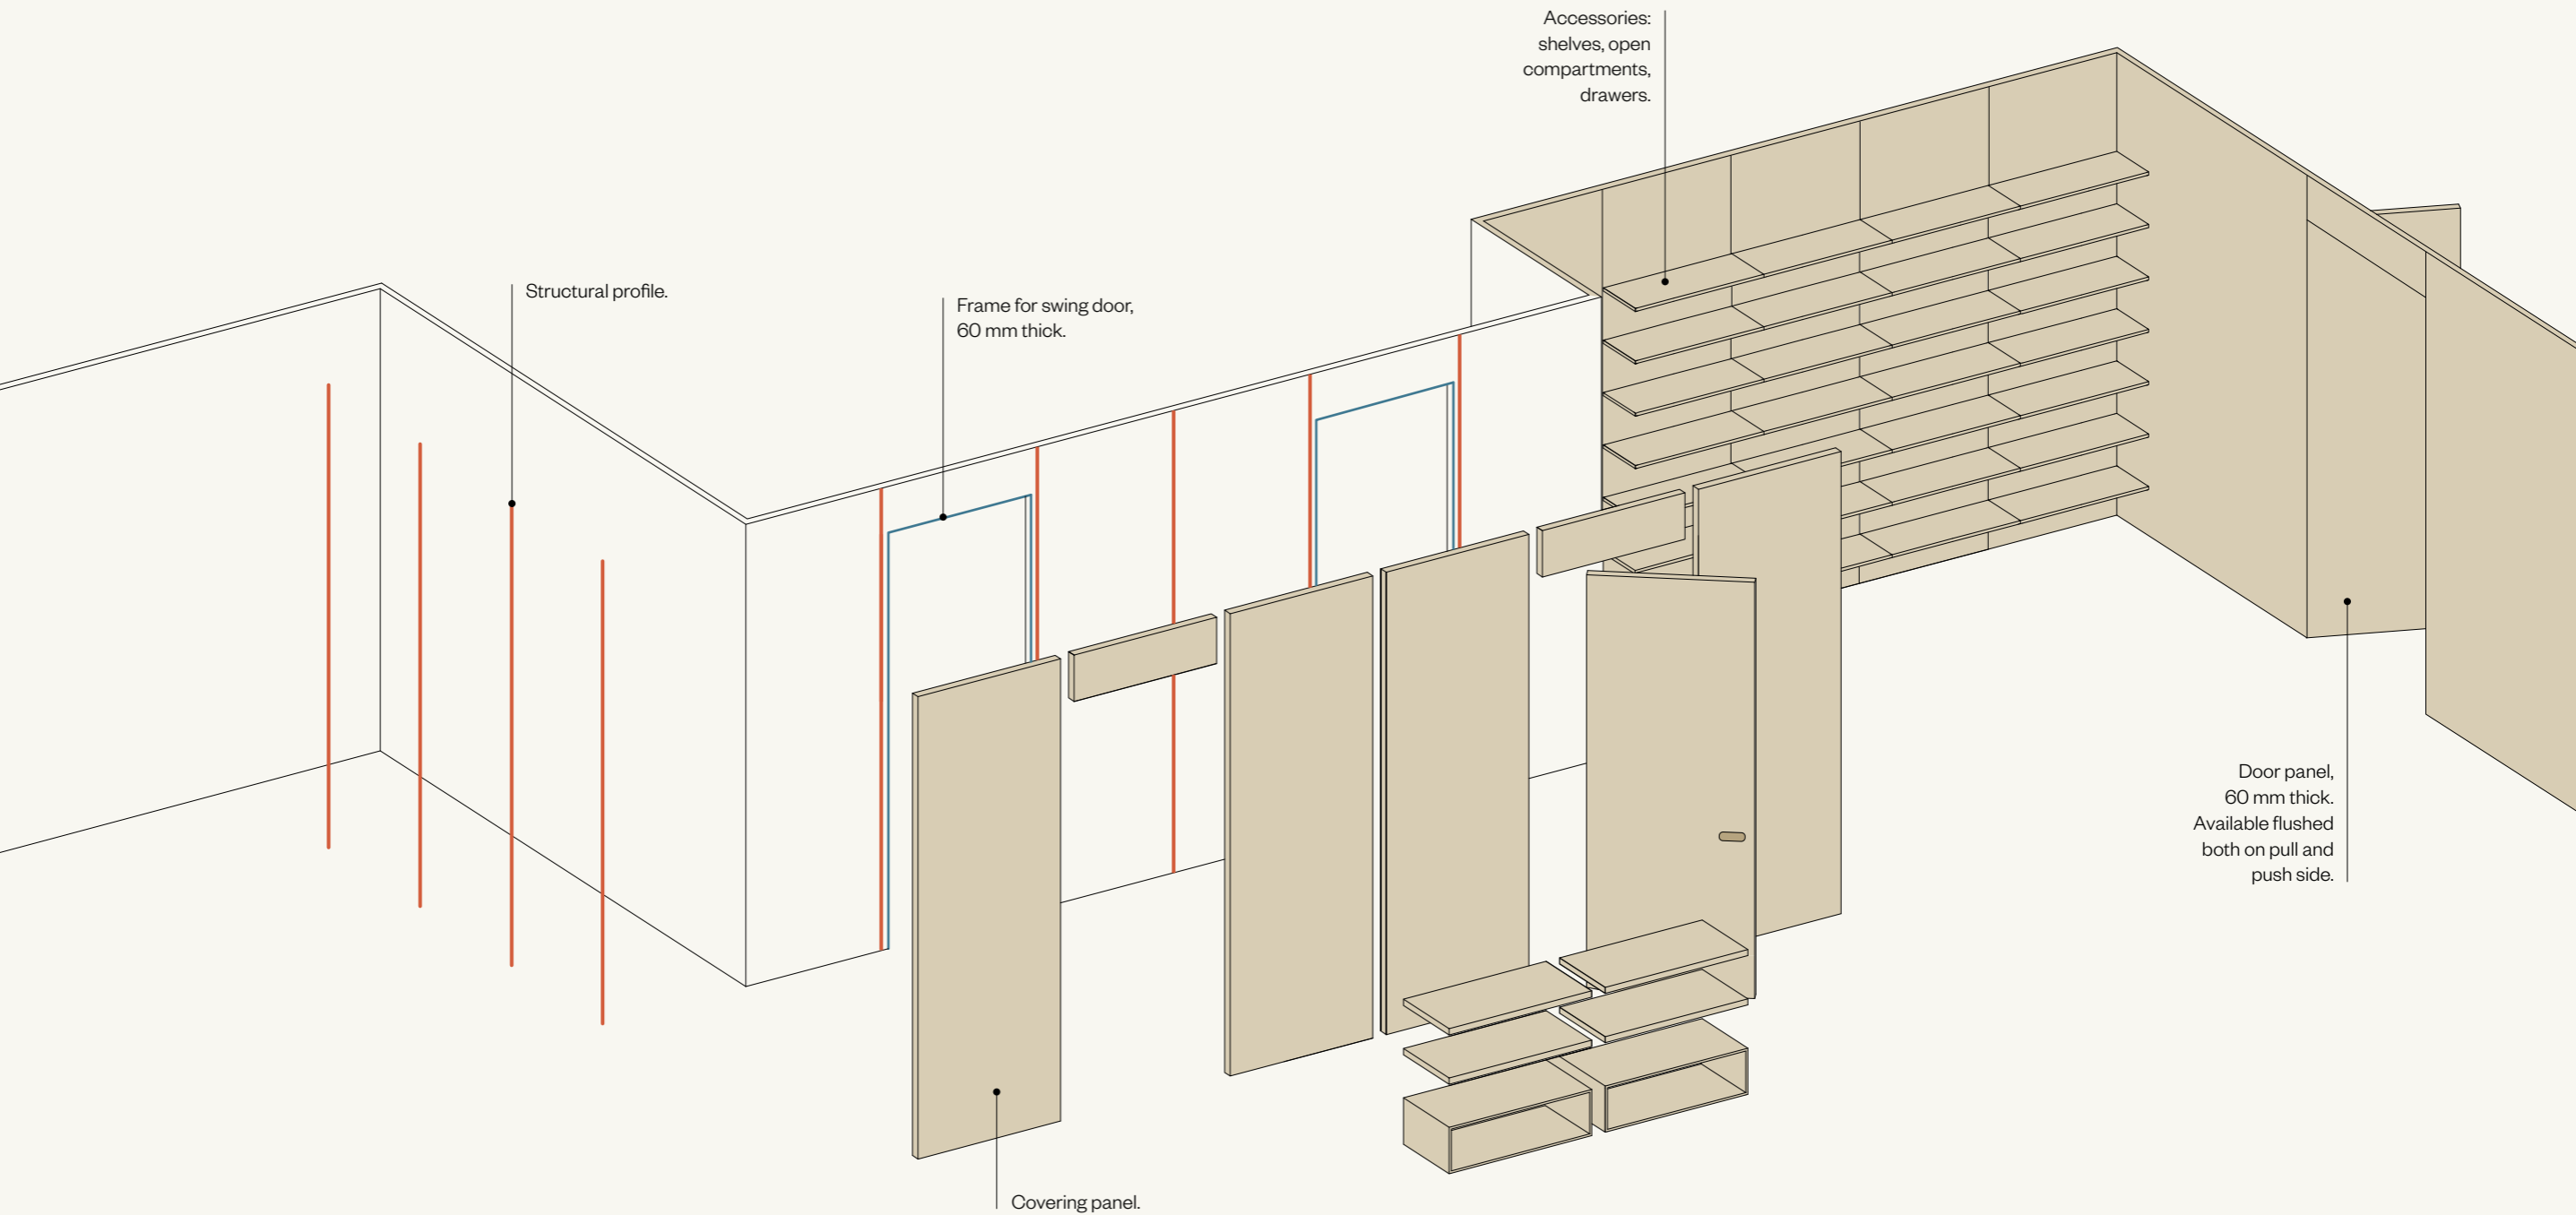 Accessories:
shelves, open
compartments,
drawers.
Structural profile.
Frame for swing door,
60 mm thick.
Door panel,
60 mm thick.
Available flushed
both on pull and
push side.
Covering panel.